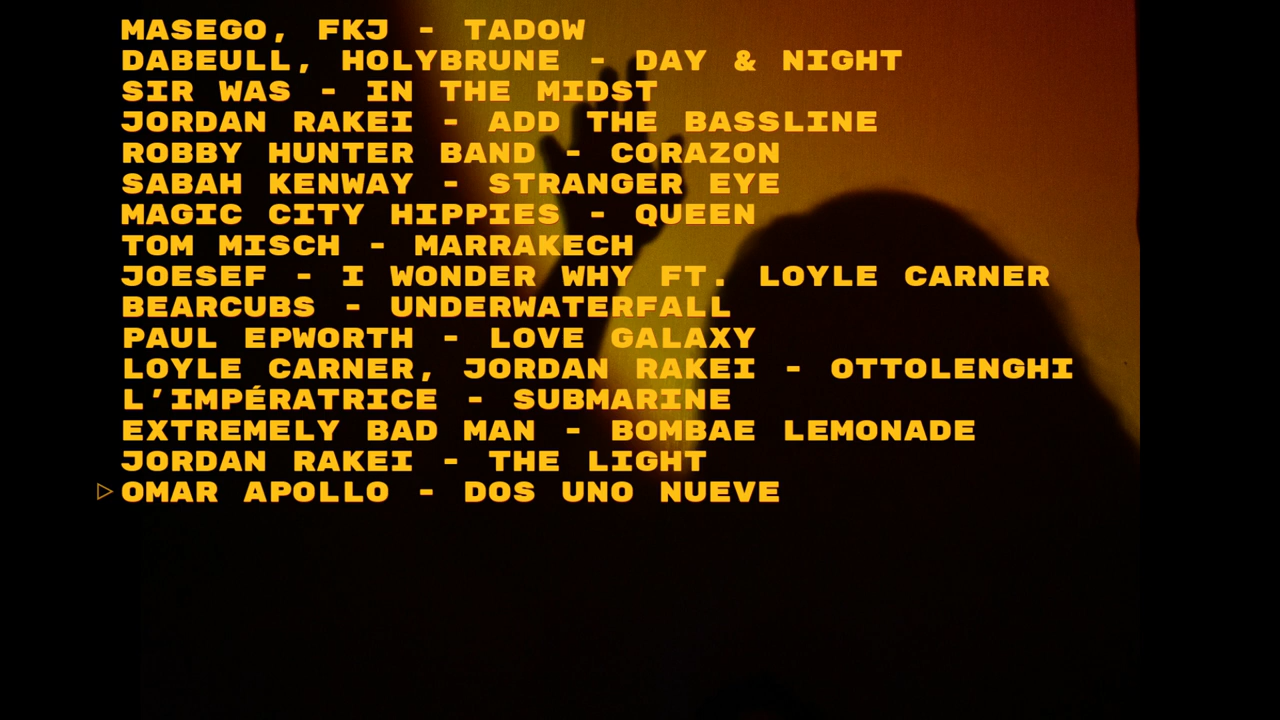 MASEGO, FKJ - TADOW
DABEULL, HOLYBRUNE - DAY & NIGHT
SIR WAS - IN THE MIDST
JORDAN RAKEI - ADD THE BASSLINE
ROBBY HUNTER BAND - CORAZON
SABAH KENWAY - STRANGER EYE
MAGIC CITY HIPPIES - QUEEN
TOM MISCH - MARRAKECH
JOESEF - I WONDER WHY FT. LOYLE CARNER
BEARCUBS - UNDERWATERFALL
PAUL EPWORTH - LOVE GALAXY
LOYLE CARNER, JORDAN RAKEI - OTTOLENGHI
L'IMPÉRATRICE - SUBMARINE
EXTREMELY BAD MAN - BOMBAE LEMONADE
JORDAN RAKEI - THE LIGHT
▷ OMAR APOLLO - DOS UNO NUEVE